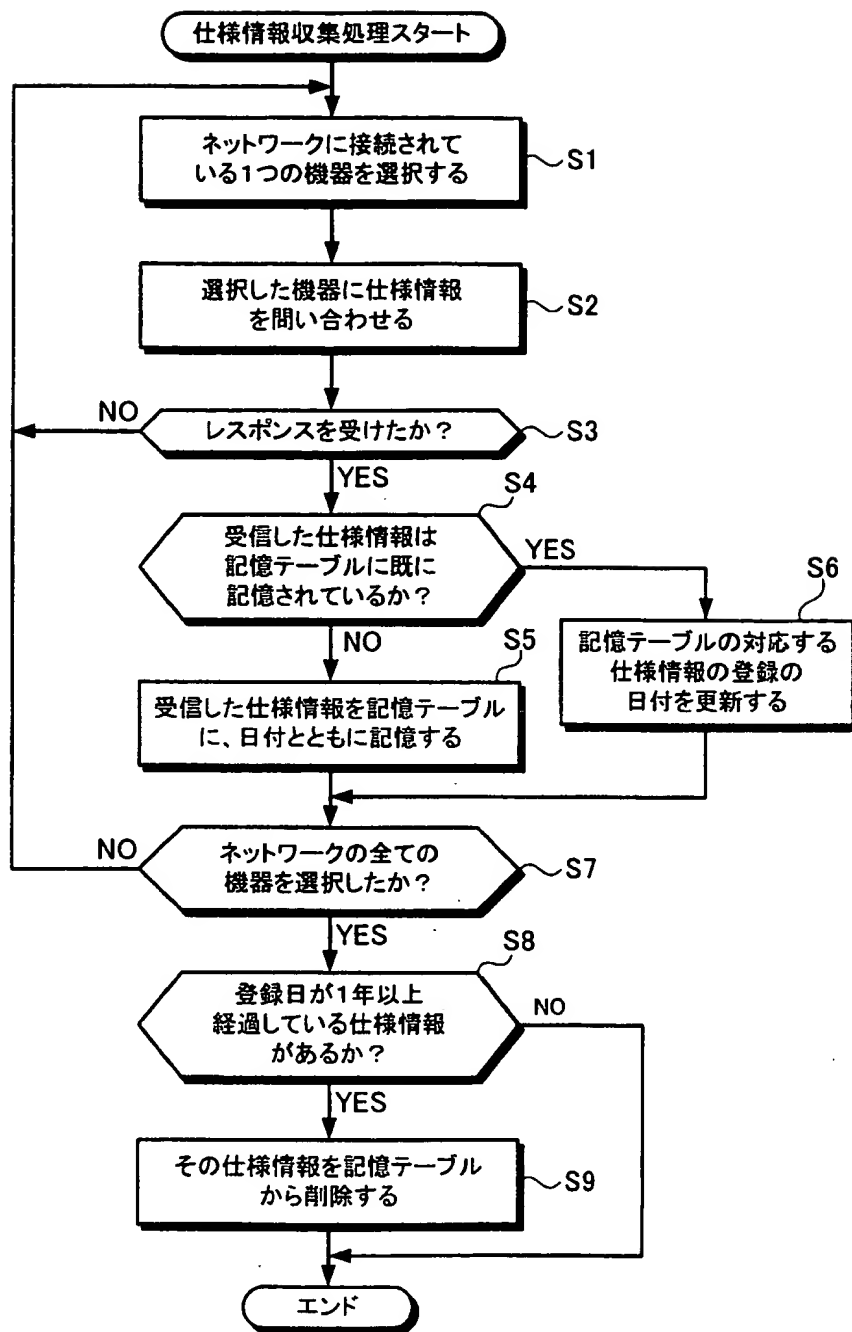 仕様情報収集処理スタート
ネットワークに接続されて
いる1つの機器を選択する
S1
選択した機器に仕様情報
を問い合わせる
S2
NO
レスポンスを受けたか？
S3
YES
S4
受信した仕様情報は
記憶テーブルに既に
記憶されているか？
YES
S6
NO
記憶テーブルの対応する
仕様情報の登録の
日付を更新する
S5
受信した仕様情報を記憶テーブル
に、日付とともに記憶する
NO
ネットワークの全ての
機器を選択したか？
S7
YES
S8
登録日が1年以上
経過している仕様情報
があるか？
NO
YES
その仕様情報を記憶テーブル
から削除する
S9
エンド